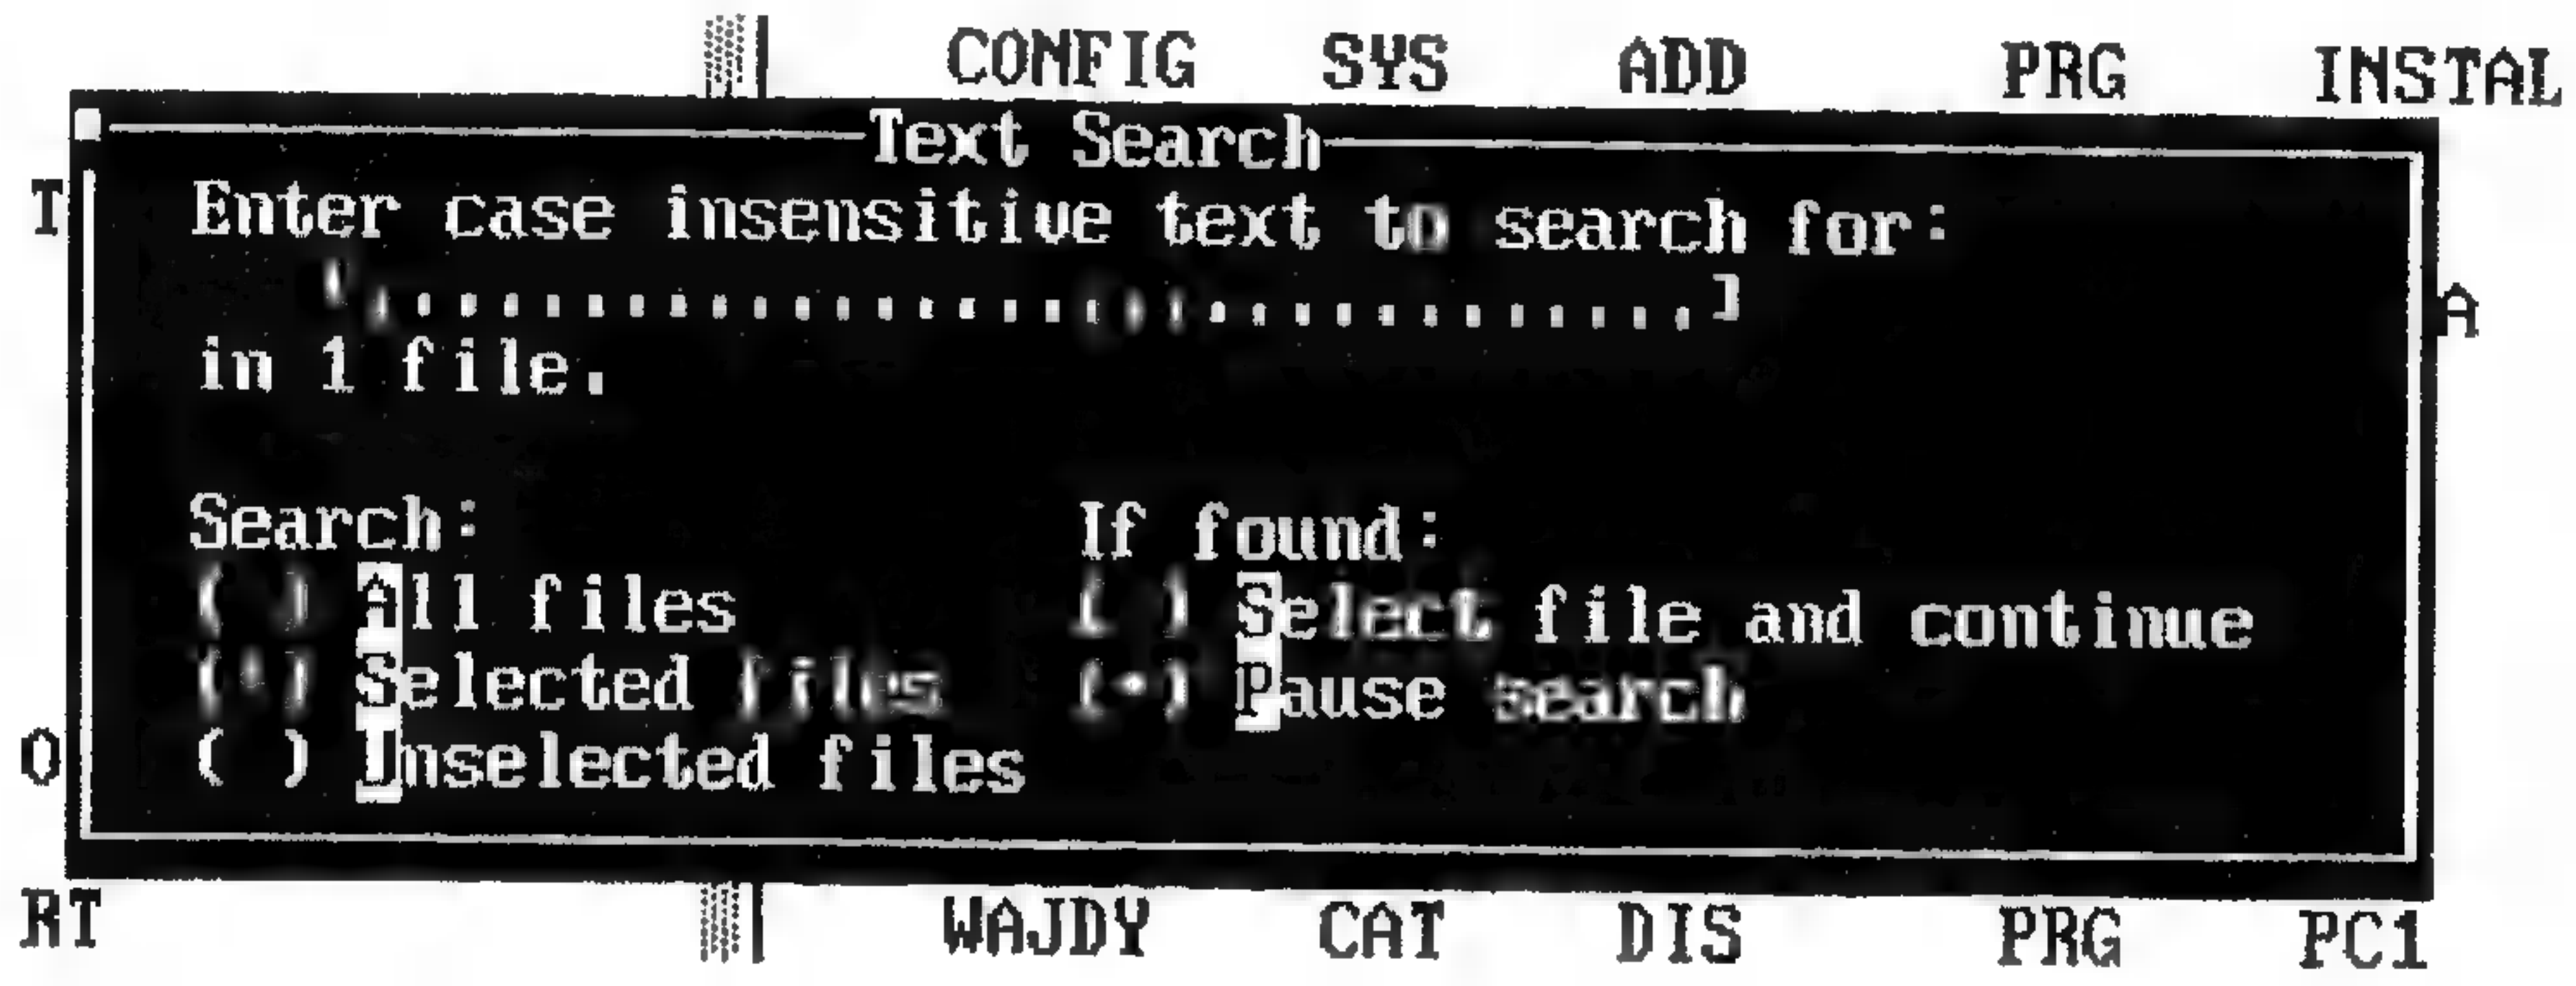 CONFIG SYS ADD PRG INSTAL
Text Search
T Enter case insensitive text to search for:
[................................] A
in 1 file.
Search: If found:
( ) All files ( ) Select file and continue
(•) Selected files (•) Pause search
O ( ) Unselected files
RT WAJDY CAT DIS PRG PC1